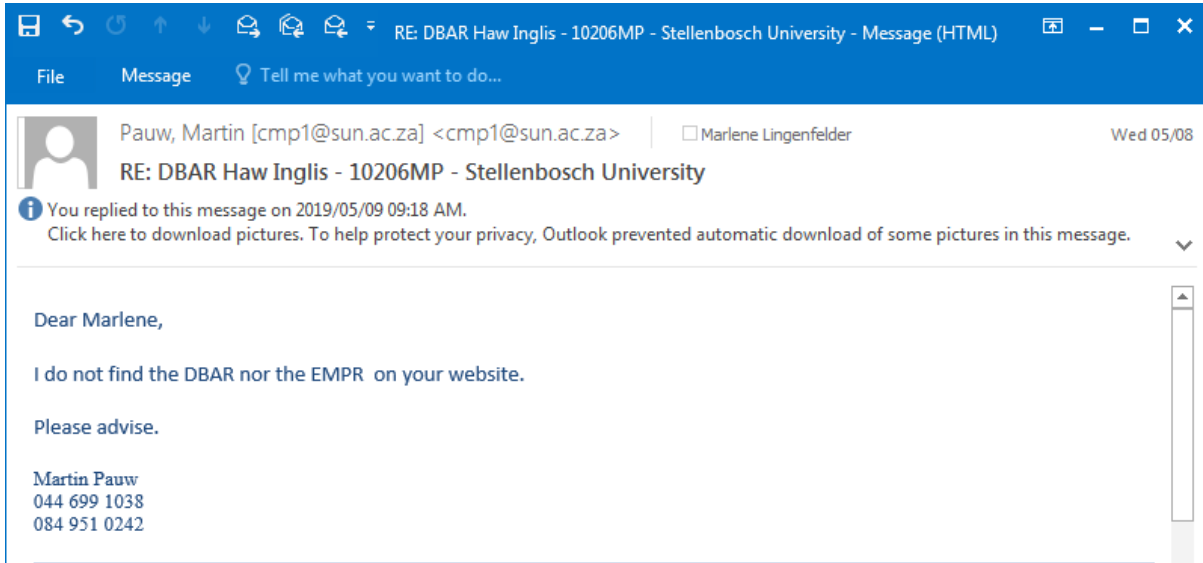 RE: DBAR Haw Inglis - 10206MP - Stellenbosch University - Message (HTML)
File Message Tell me what you want to do...
Pauw, Martin [cmp1@sun.ac.za] <cmp1@sun.ac.za> Marlene Lingenfelder Wed 05/08
RE: DBAR Haw Inglis - 10206MP - Stellenbosch University
You replied to this message on 2019/05/09 09:18 AM.
Click here to download pictures. To help protect your privacy, Outlook prevented automatic download of some pictures in this message.
Dear Marlene,
I do not find the DBAR nor the EMPR  on your website.
Please advise.
Martin Pauw
044 699 1038
084 951 0242